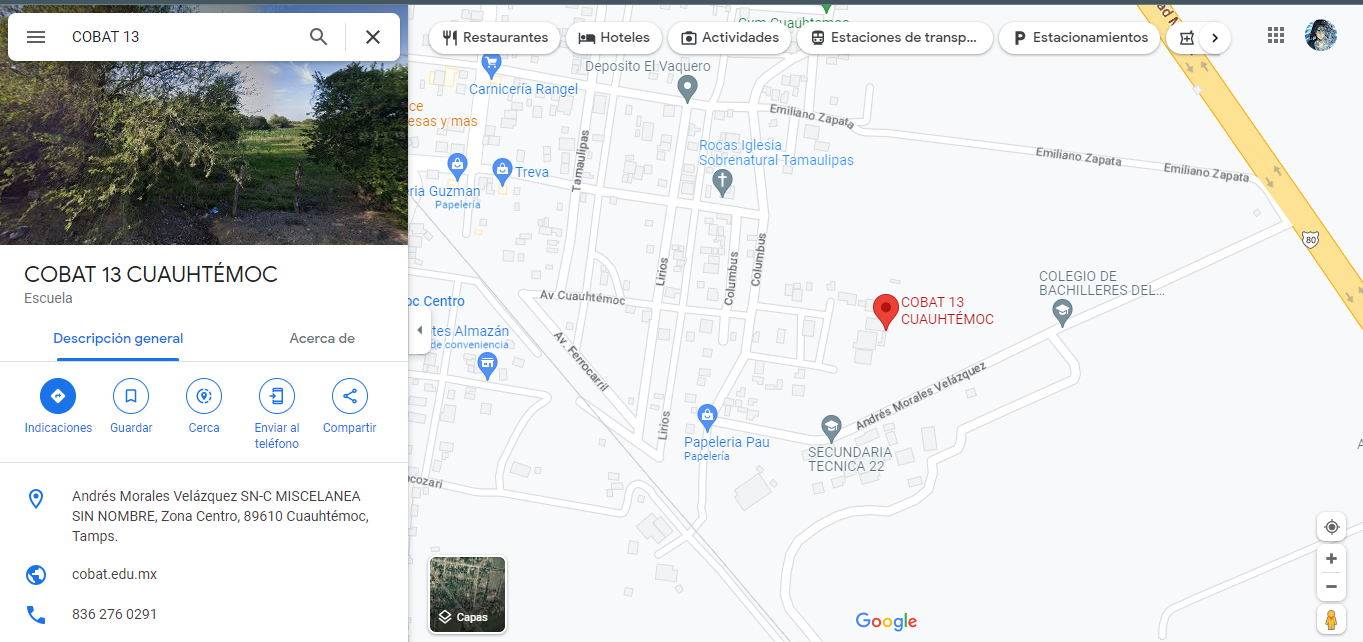 COBAT 13
Restaurantes
Hoteles
Actividades
Estaciones de transp...
Estacionamientos
COBAT 13 CUAUHTÉMOC
Escuela
Descripción general
Acerca de
Indicaciones
Guardar
Cerca
Enviar al
teléfono
Compartir
Andrés Morales Velázquez SN-C MISCELANEA
SIN NOMBRE, Zona Centro, 89610 Cuauhtémoc,
Tamps.
cobat.edu.mx
836 276 0291
Gym Cuauhtemoc
Deposito El Vaquero
Carnicería Rangel
ce
esas y mas
Emiliano Zapata
Emiliano Zapata
Emiliano Zapata
Rocas Iglesia
Sobrenatural Tamaulipas
Tamaulipas
Treva
ria Guzman
Papelería
80
Lirios
Columbus
Columbus
COLEGIO DE
BACHILLERES DEL...
Av Cuauhtémoc
oc Centro
COBAT 13
CUAUHTÉMOC
tes Almazán
de conveniencia
Av. Ferrocarril
Andrés Morales Velázquez
Lirios
Papeleria Pau
Papelería
SECUNDARIA
TECNICA 22
cozari
Capas
Google